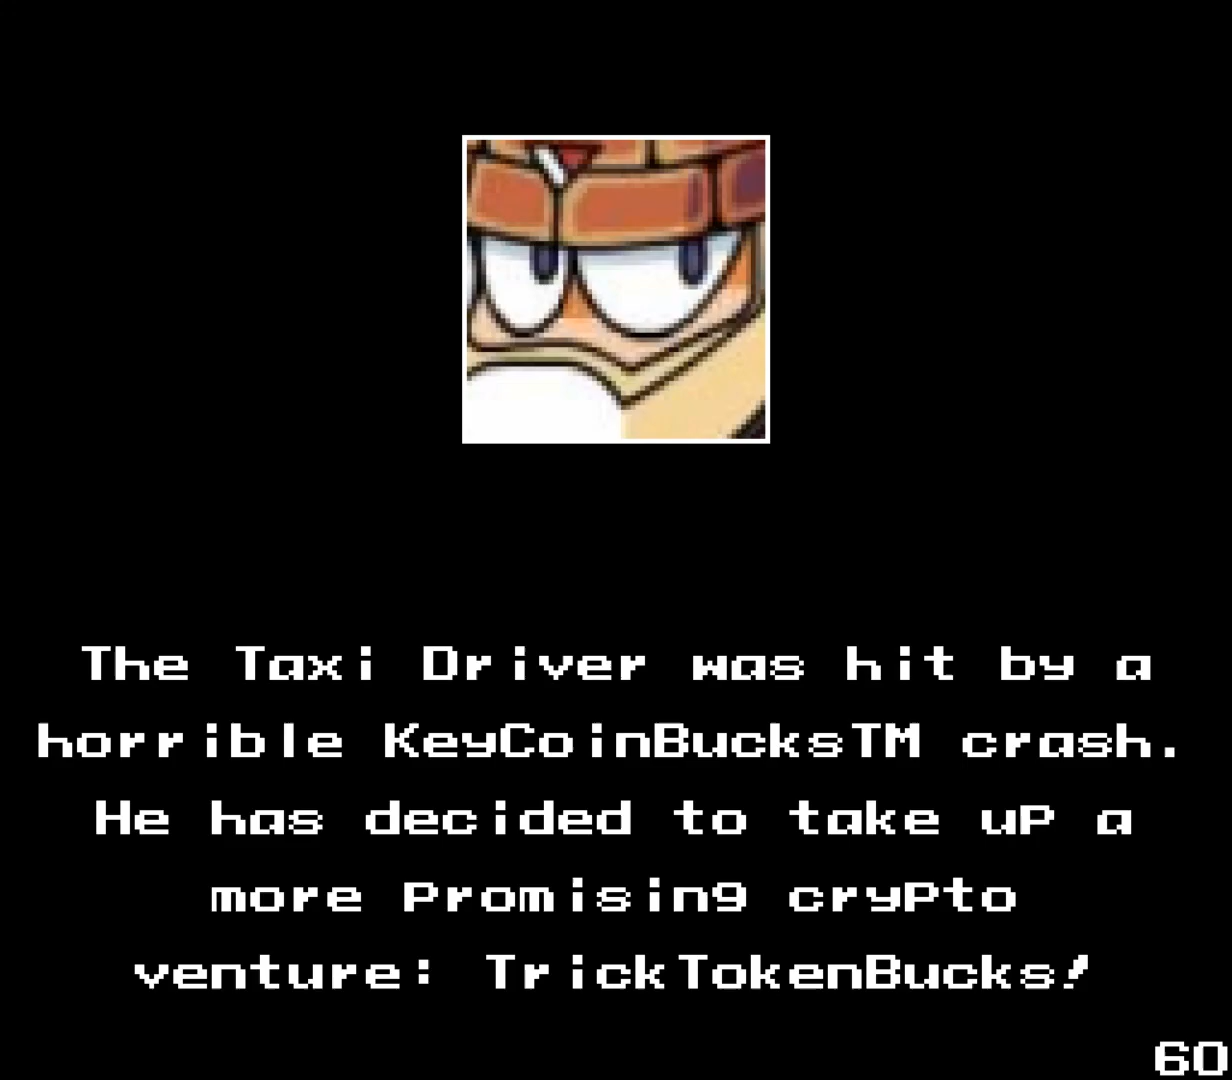 The Taxi Driver was hit by a
horrible KeyCoinBucksTM crash.
He has decided to take up a
more promising crypto
venture: TrickTokenBucks!
60